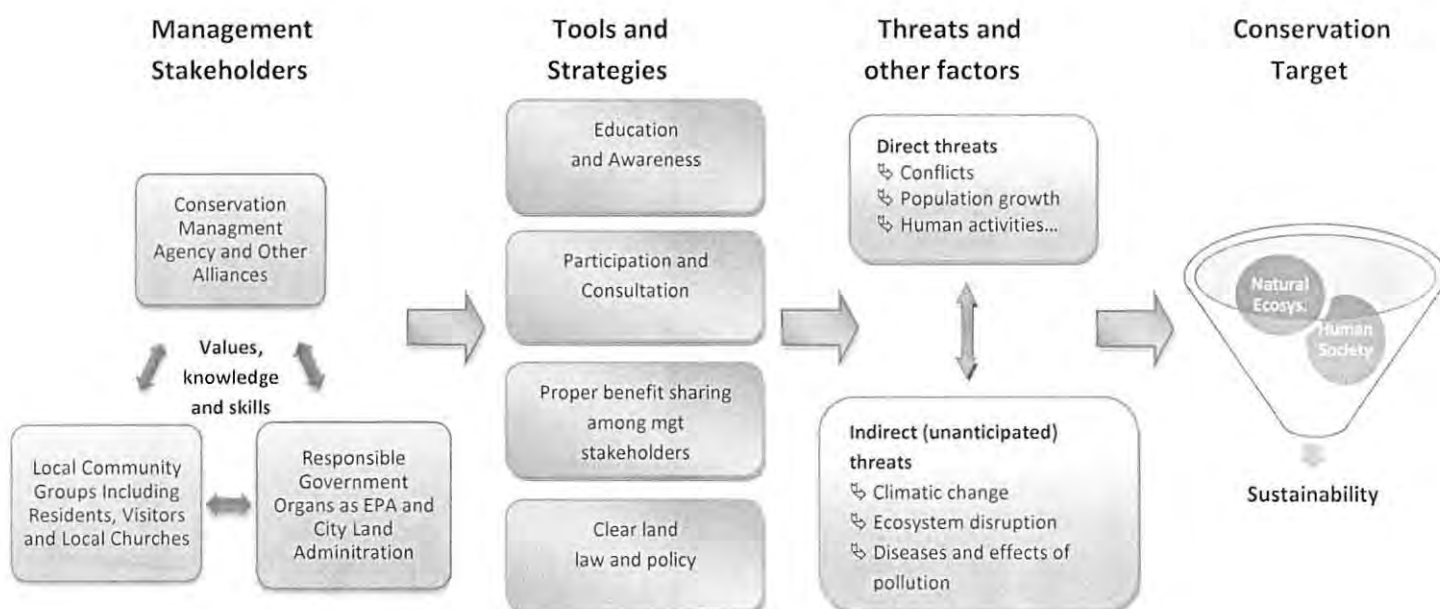 Management
Stakeholders
Conservation
Managment
Agency and Other
Alliances
Values,
knowledge
and skills
Local Community
Groups Including
Residents, Visitors
and Local Churches
Responsible
Government
Organs as EPA and
City Land
Adminitration
Tools and
Strategies
Education
and Awareness
Participation and
Consultation
Proper benefit sharing
among mgt
stakeholders
Clear land
law and policy
Threats and
other factors
Direct threats
Conflicts
Population growth
Human activities...
Indirect (unanticipated)
threats
Climatic change
Ecosystem disruption
Diseases and effects of
pollution
Conservation
Target
Natural
Ecosys.
Human
Society
Sustainability